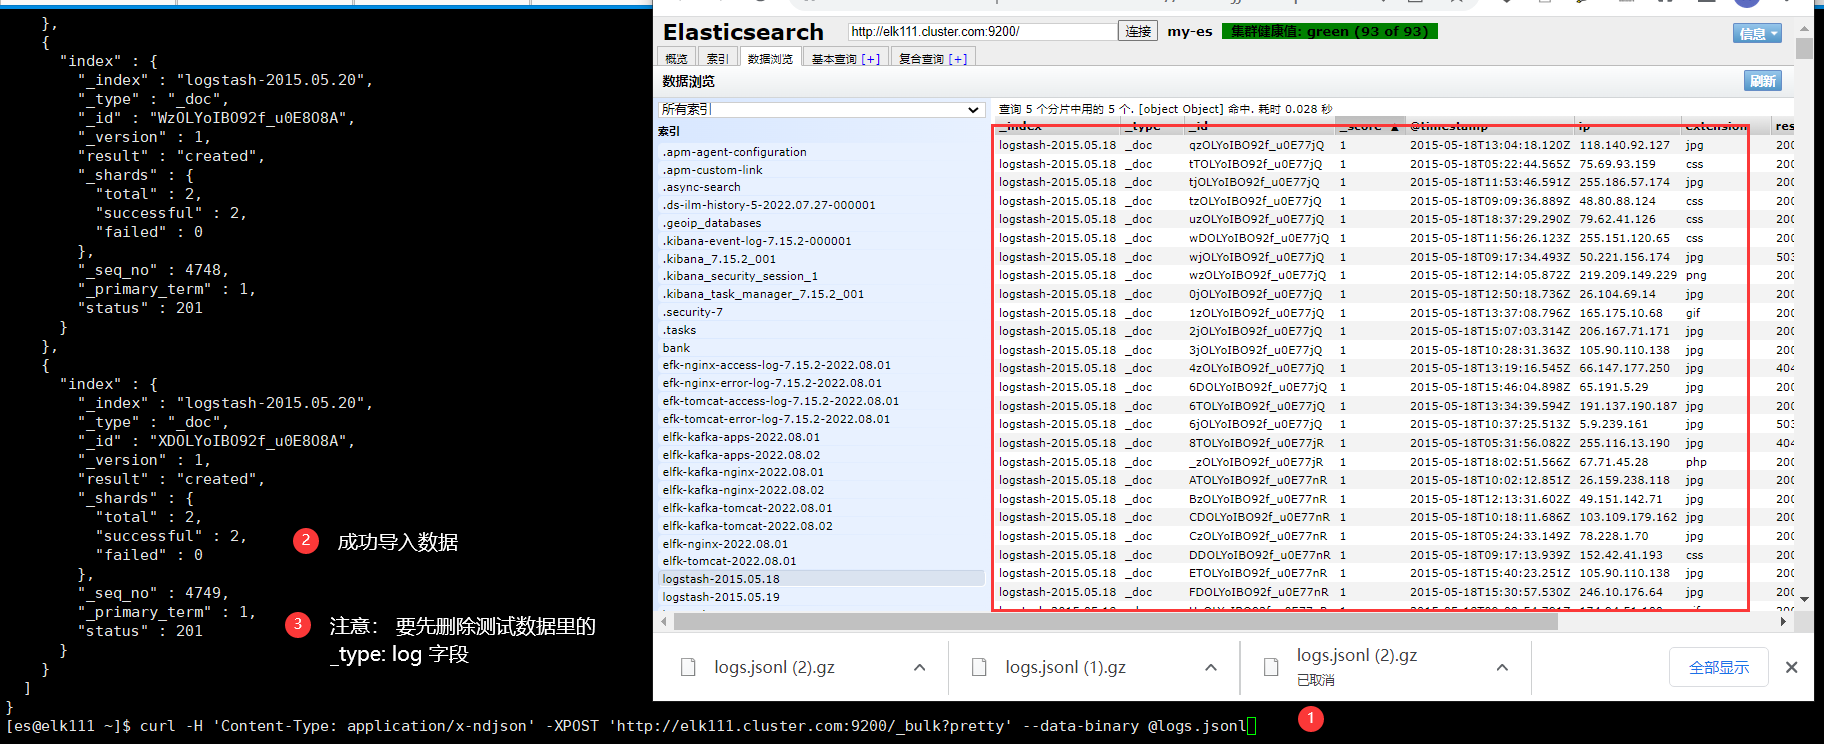 },
{
"index" : {
"_index" : "logstash-2015.05.20",
"_type" : "_doc",
"_id" : "WzOLYoIBO92f_u0E8O8A",
"_version" : 1,
"result" : "created",
"_shards" : {
"total" : 2,
"successful" : 2,
"failed" : 0
},
"_seq_no" : 4748,
"_primary_term" : 1,
"status" : 201
}
},
{
"index" : {
"_index" : "logstash-2015.05.20",
"_type" : "_doc",
"_id" : "XDOLYoIBO92f_u0E8O8A",
"_version" : 1,
"result" : "created",
"_shards" : {
"total" : 2,
"successful" : 2,
"failed" : 0
},
"_seq_no" : 4749,
"_primary_term" : 1,
"status" : 201
}
}
]
}
[es@elk111 ~]$ curl -H 'Content-Type: application/x-ndjson' -XPOST 'http://elk111.cluster.com:9200/_bulk?pretty' --data-binary @logs.jsonl
2 成功导入数据
3 注意: 要先删除测试数据里的
_type: log 字段
1
Elasticsearch http://elk111.cluster.com:9200/ 连接 my-es 集群健康值: green (93 of 93) 信息
概览 索引 数据浏览 基本查询 [+] 复合查询 [+]
数据浏览 刷新
所有索引
索引
.apm-agent-configuration
.apm-custom-link
.async-search
.ds-ilm-history-5-2022.07.27-000001
.geoip_databases
.kibana-event-log-7.15.2-000001
.kibana_7.15.2_001
.kibana_security_session_1
.kibana_task_manager_7.15.2_001
.security-7
.tasks
bank
efk-nginx-access-log-7.15.2-2022.08.01
efk-nginx-error-log-7.15.2-2022.08.01
efk-tomcat-access-log-7.15.2-2022.08.01
efk-tomcat-error-log-7.15.2-2022.08.01
elfk-kafka-apps-2022.08.01
elfk-kafka-apps-2022.08.02
elfk-kafka-nginx-2022.08.01
elfk-kafka-nginx-2022.08.02
elfk-kafka-tomcat-2022.08.01
elfk-kafka-tomcat-2022.08.02
elfk-nginx-2022.08.01
elfk-tomcat-2022.08.01
logstash-2015.05.18
logstash-2015.05.19
查询 5 个分片中用的 5 个. [object Object] 命中. 耗时 0.028 秒
_index _type _id _score ▲ @timestamp ip extension res
logstash-2015.05.18 _doc qzOLYoIBO92f_u0E77jQ 1 2015-05-18T13:04:18.120Z 118.140.92.127 jpg 200
logstash-2015.05.18 _doc tTOLYoIBO92f_u0E77jQ 1 2015-05-18T05:22:44.565Z 75.69.93.159 css 200
logstash-2015.05.18 _doc tjOLYoIBO92f_u0E77jQ 1 2015-05-18T11:53:46.591Z 255.186.57.174 jpg 200
logstash-2015.05.18 _doc tzOLYoIBO92f_u0E77jQ 1 2015-05-18T09:09:36.889Z 48.80.88.124 css 200
logstash-2015.05.18 _doc uzOLYoIBO92f_u0E77jQ 1 2015-05-18T18:37:29.290Z 79.62.41.126 css 200
logstash-2015.05.18 _doc wDOLYoIBO92f_u0E77jQ 1 2015-05-18T11:56:26.123Z 255.151.120.65 css 200
logstash-2015.05.18 _doc wjOLYoIBO92f_u0E77jQ 1 2015-05-18T09:17:34.493Z 50.221.156.174 jpg 503
logstash-2015.05.18 _doc wzOLYoIBO92f_u0E77jQ 1 2015-05-18T12:14:05.872Z 219.209.149.229 png 200
logstash-2015.05.18 _doc 0jOLYoIBO92f_u0E77jQ 1 2015-05-18T12:50:18.736Z 26.104.69.14 jpg 200
logstash-2015.05.18 _doc 1zOLYoIBO92f_u0E77jQ 1 2015-05-18T13:37:08.796Z 165.175.10.68 gif 200
logstash-2015.05.18 _doc 2jOLYoIBO92f_u0E77jQ 1 2015-05-18T15:07:03.314Z 206.167.71.171 jpg 200
logstash-2015.05.18 _doc 3jOLYoIBO92f_u0E77jQ 1 2015-05-18T10:28:31.363Z 105.90.110.138 jpg 200
logstash-2015.05.18 _doc 4zOLYoIBO92f_u0E77jQ 1 2015-05-18T13:19:16.545Z 66.147.177.250 jpg 404
logstash-2015.05.18 _doc 6DOLYoIBO92f_u0E77jQ 1 2015-05-18T15:46:04.898Z 65.191.5.29 jpg 200
logstash-2015.05.18 _doc 6TOLYoIBO92f_u0E77jQ 1 2015-05-18T13:34:39.594Z 191.137.190.187 jpg 200
logstash-2015.05.18 _doc 6jOLYoIBO92f_u0E77jQ 1 2015-05-18T10:37:25.513Z 5.9.239.161 jpg 503
logstash-2015.05.18 _doc 8TOLYoIBO92f_u0E77jR 1 2015-05-18T05:31:56.082Z 255.116.13.190 jpg 404
logstash-2015.05.18 _doc _zOLYoIBO92f_u0E77jR 1 2015-05-18T18:02:51.566Z 67.71.45.28 php 200
logstash-2015.05.18 _doc ATOLYoIBO92f_u0E77nR 1 2015-05-18T10:02:12.851Z 26.159.238.118 jpg 200
logstash-2015.05.18 _doc BzOLYoIBO92f_u0E77nR 1 2015-05-18T12:13:31.602Z 49.151.142.71 jpg 200
logstash-2015.05.18 _doc CDOLYoIBO92f_u0E77nR 1 2015-05-18T10:18:11.686Z 103.109.179.162 jpg 200
logstash-2015.05.18 _doc CzOLYoIBO92f_u0E77nR 1 2015-05-18T05:24:33.149Z 78.228.1.70 jpg 200
logstash-2015.05.18 _doc DDOLYoIBO92f_u0E77nR 1 2015-05-18T09:17:13.939Z 152.42.41.193 css 200
logstash-2015.05.18 _doc ETOLYoIBO92f_u0E77nR 1 2015-05-18T15:40:23.251Z 105.90.110.138 jpg 200
logstash-2015.05.18 _doc FDOLYoIBO92f_u0E77nR 1 2015-05-18T15:30:57.530Z 246.10.176.64 jpg 200
logs.jsonl (2).gz
logs.jsonl (1).gz
logs.jsonl (2).gz
已取消
全部显示